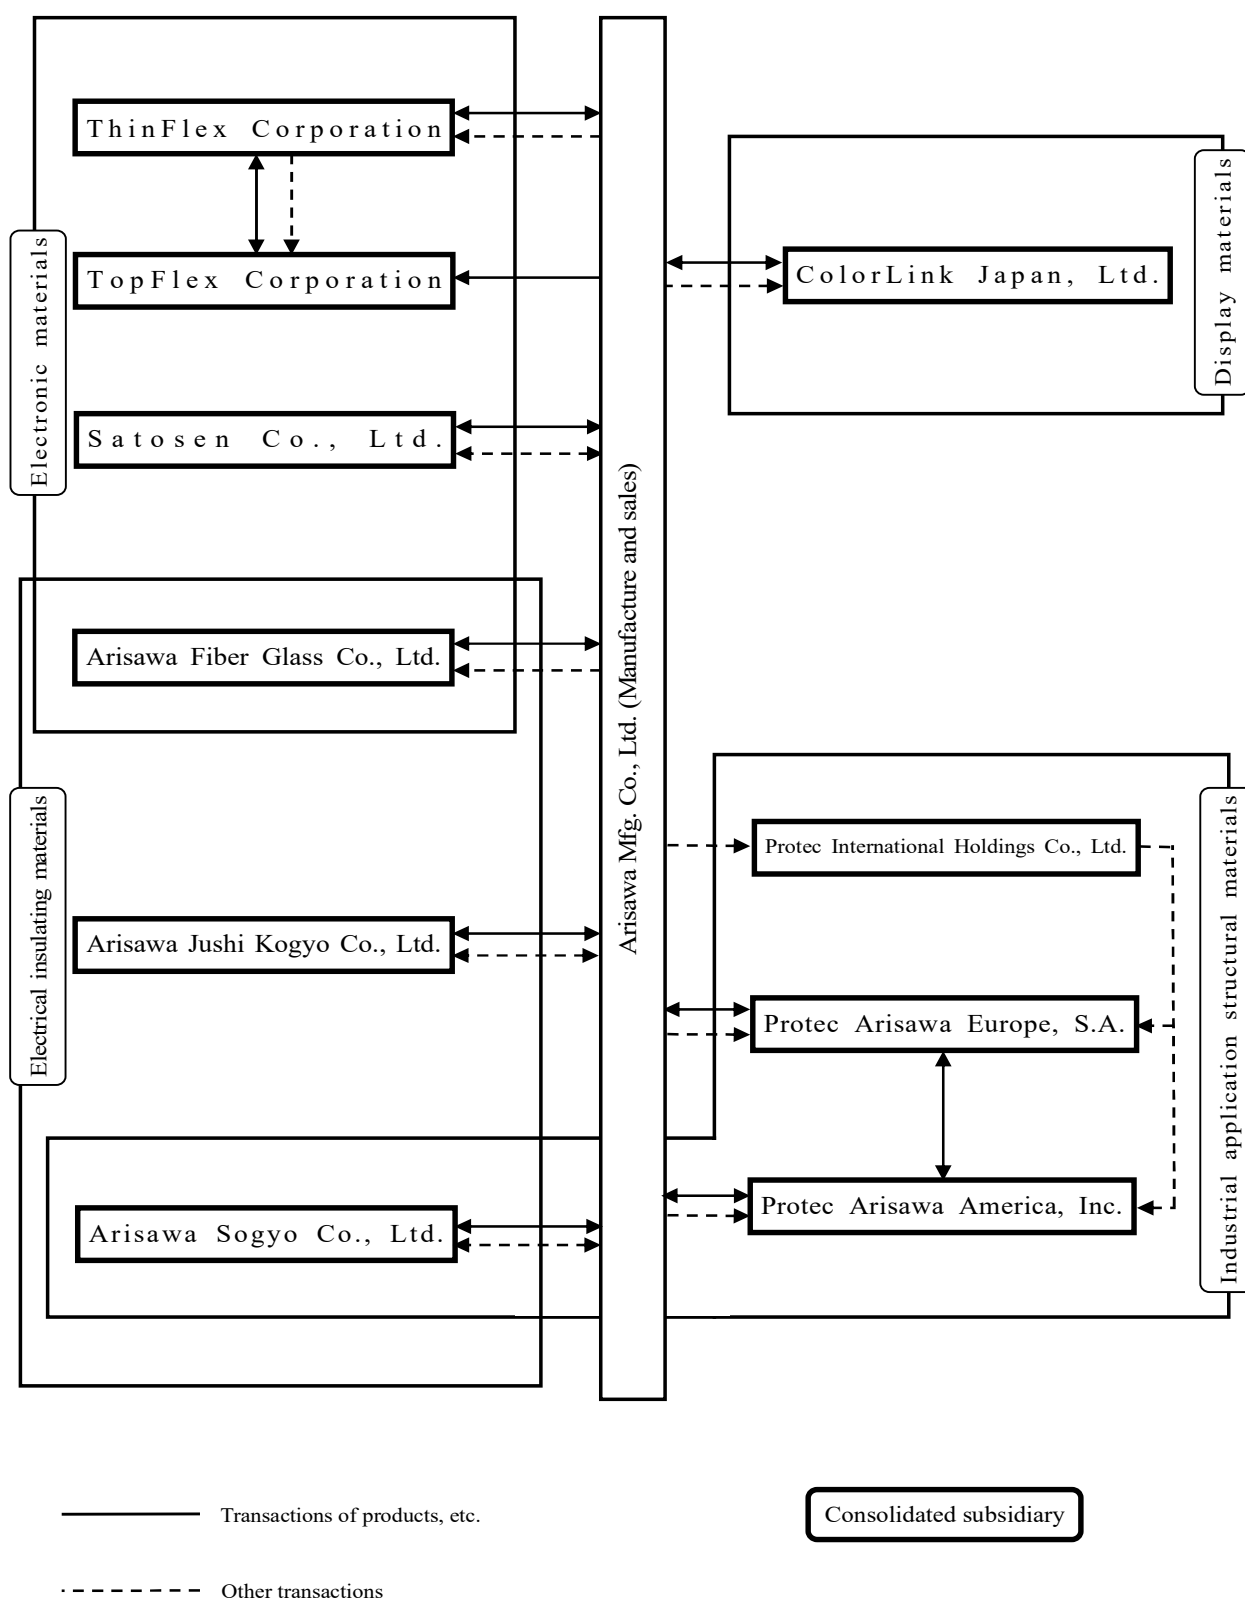 ThinFlex Corporation
TopFlex Corporation
Electronic materials
Satosen Co., Ltd.
Arisawa Fiber Glass Co., Ltd.
Electrical insulating materials
Arisawa Jushi Kogyo Co., Ltd.
Arisawa Sogyo Co., Ltd.
Arisawa Mfg. Co., Ltd. (Manufacture and sales)
Display materials
ColorLink Japan, Ltd.
Protec International Holdings Co., Ltd.
Industrial application structural materials
Protec Arisawa Europe, S.A.
Protec Arisawa America, Inc.
Transactions of products, etc.
Consolidated subsidiary
Other transactions